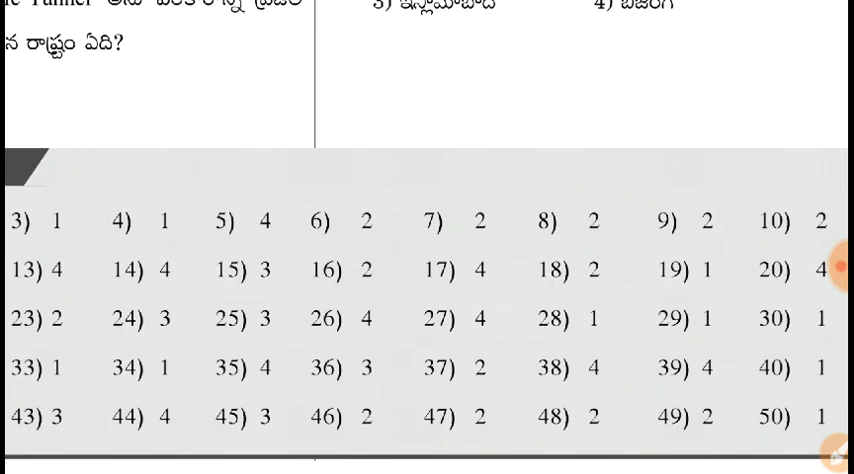 న రాష్ట్రం ఏది?
3) 1 4) 1 5) 4 6) 2 7) 2 8) 2 9) 2 10) 2
13) 4 14) 4 15) 3 16) 2 17) 4 18) 2 19) 1 20) 4
23) 2 24) 3 25) 3 26) 4 27) 4 28) 1 29) 1 30) 1
33) 1 34) 1 35) 4 36) 3 37) 2 38) 4 39) 4 40) 1
43) 3 44) 4 45) 3 46) 2 47) 2 48) 2 49) 2 50) 1